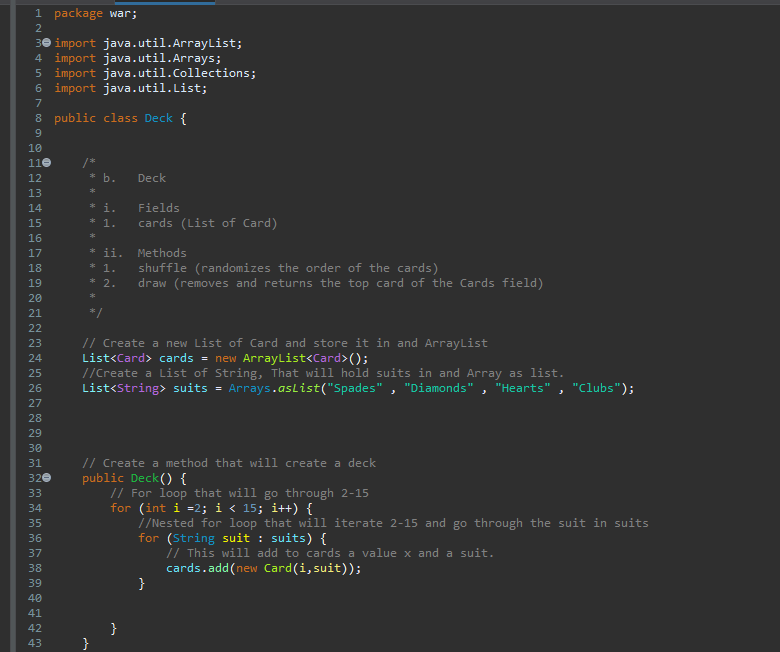 1 package war;
2
3 import java.util.ArrayList;
4 import java.util.Arrays;
5 import java.util.Collections;
6 import java.util.List;
7
8 public class Deck {
9
10
11 /*
12 * b. Deck
13 *
14 * i. Fields
15 * 1. cards (List of Card)
16 *
17 * ii. Methods
18 * 1. shuffle (randomizes the order of the cards)
19 * 2. draw (removes and returns the top card of the Cards field)
20 *
21 */
22
23 // Create a new List of Card and store it in and ArrayList
24 List<Card> cards = new ArrayList<Card>();
25 //Create a List of String, That will hold suits in and Array as list.
26 List<String> suits = Arrays.asList("Spades" , "Diamonds" , "Hearts" , "Clubs");
27
28
29
30
31 // Create a method that will create a deck
32 public Deck() {
33 // For loop that will go through 2-15
34 for (int i =2; i < 15; i++) {
35 //Nested for loop that will iterate 2-15 and go through the suit in suits
36 for (String suit : suits) {
37 // This will add to cards a value x and a suit.
38 cards.add(new Card(i,suit));
39 }
40
41
42 }
43 }